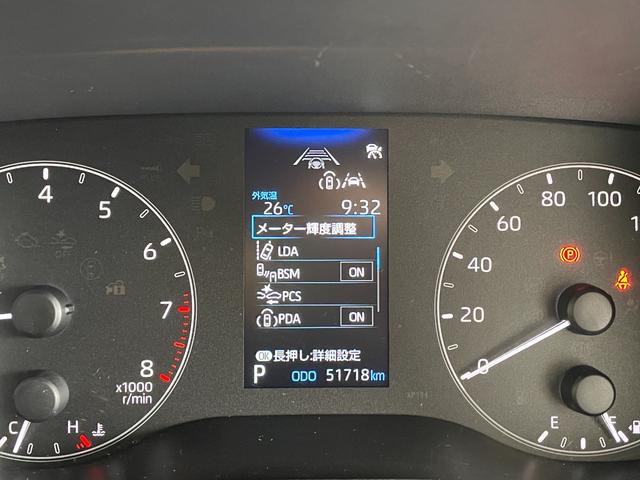 4
5
6
7
8
x1000
r/min
C
H
外気温
26℃ 9:32
メーター輝度調整
LDA
BSM ON
PCS
PDA ON
OK 長押し:詳細設定
P ODO 51718km
0
20
40
60
80
100
P
E
F